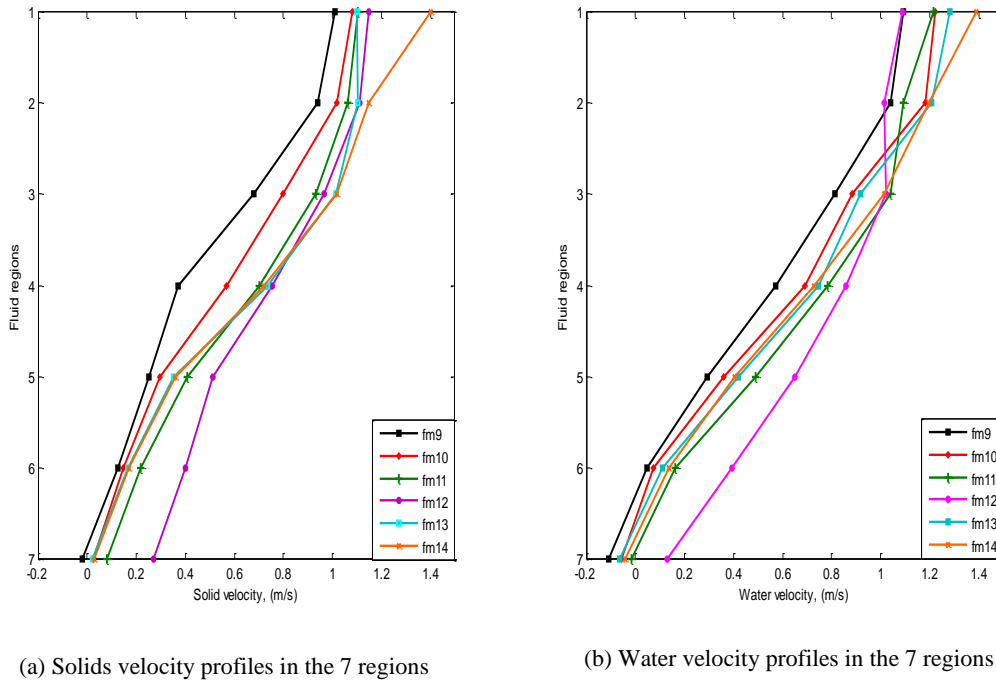 1
2
3
4
5
6
7
Fluid regions
-0.2 0 0.2 0.4 0.6 0.8 1 1.2 1.4
Solid velocity, (m/s)
fm9
fm10
fm11
fm12
fm13
fm14
(a) Solids velocity profiles in the 7 regions
1
2
3
4
5
6
7
Fluid regions
-0.2 0 0.2 0.4 0.6 0.8 1 1.2 1.4
Water velocity, (m/s)
fm9
fm10
fm11
fm12
fm13
fm14
(b) Water velocity profiles in the 7 regions